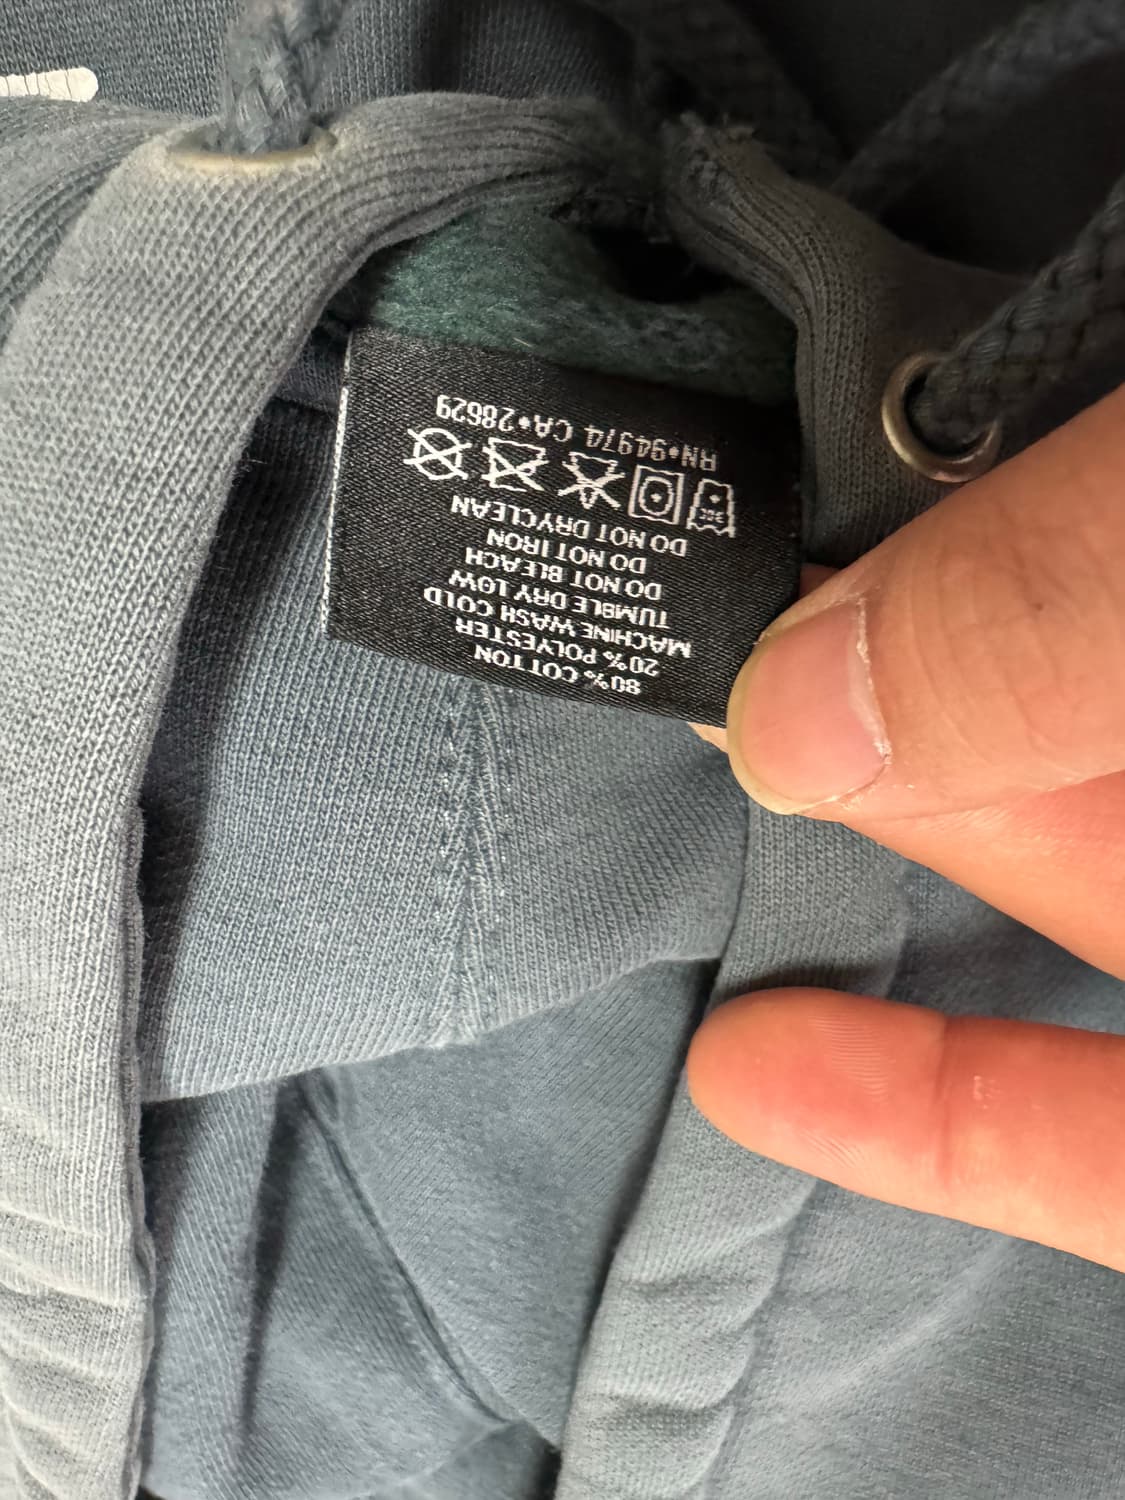 80% COTTON
20% POLYESTER
MACHINE WASH COLD
TUMBLE DRY LOW
DO NOT BLEACH
DO NOT IRON
DO NOT DRYCLEAN
RN•94974 CA•28629